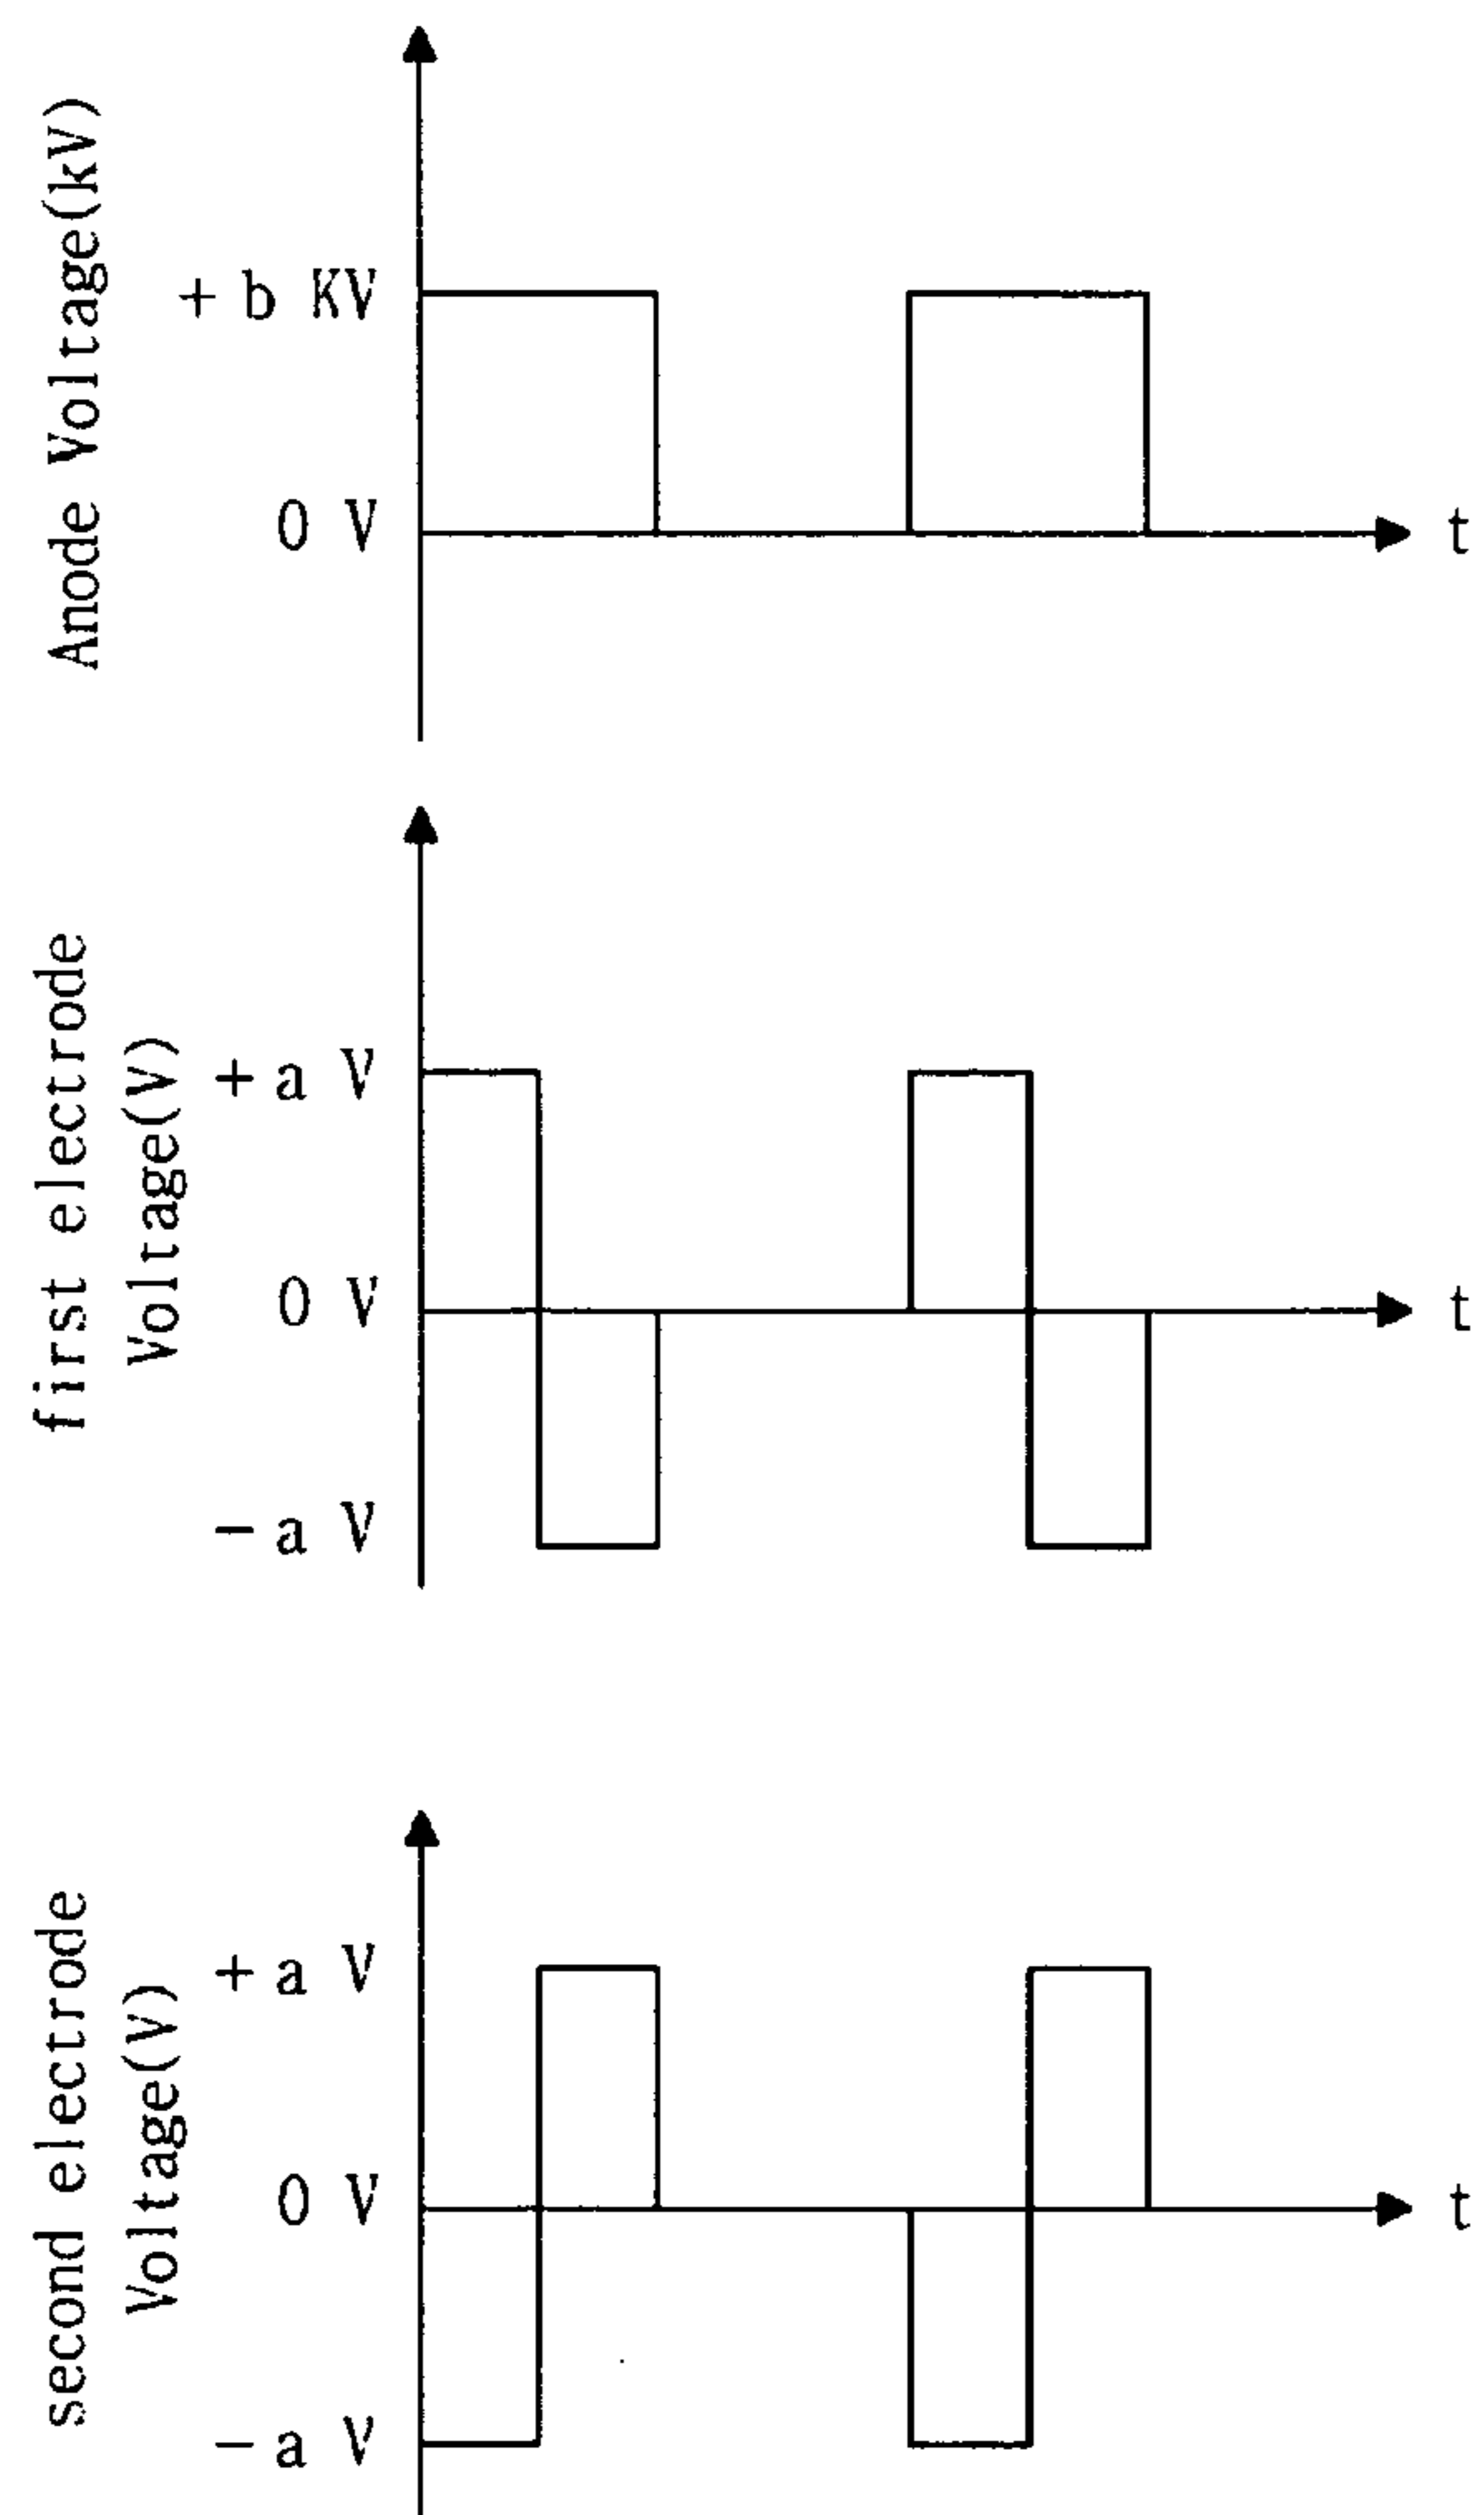 Anode Voltage(kV)
+ b KV
0 V
t
first electrode
Voltage(V)
+ a V
0 V
t
- a V
second electrode
Voltage(V)
+ a V
0 V
t
- a V